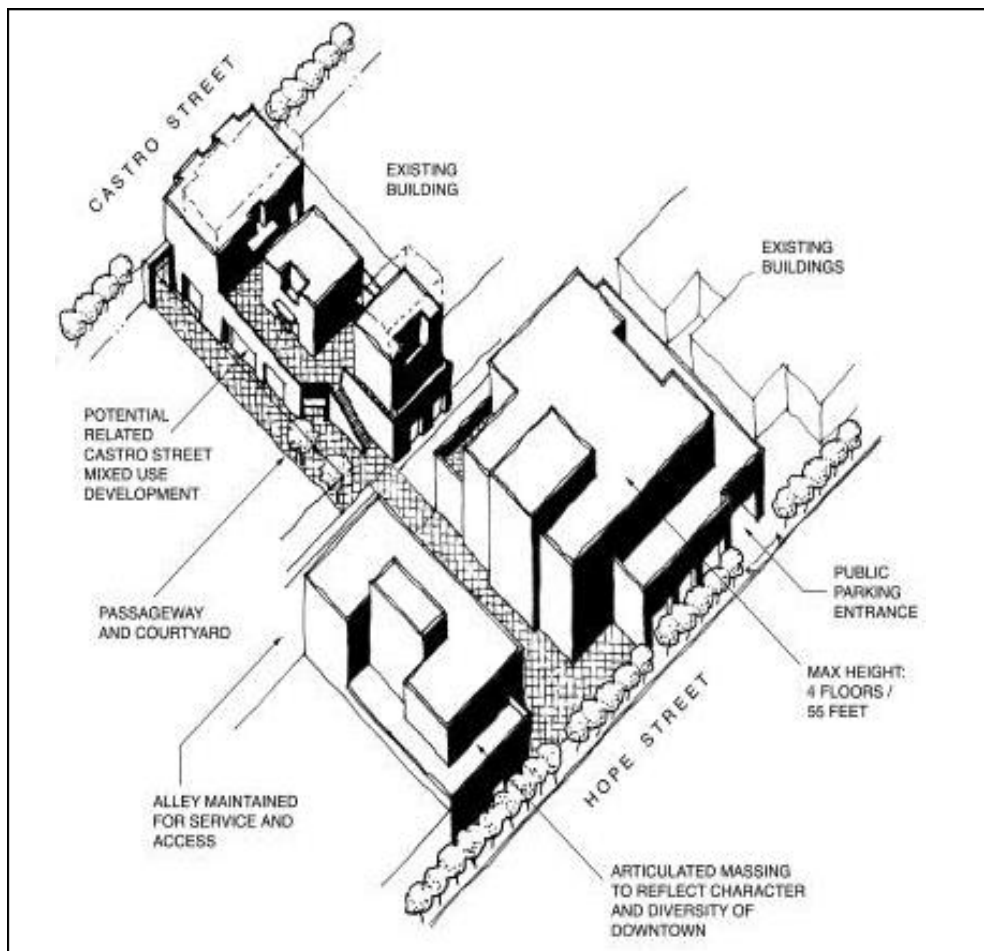 CASTRO STREET
EXISTING
BUILDING
EXISTING
BUILDINGS
POTENTIAL
RELATED
CASTRO STREET
MIXED USE
DEVELOPMENT
PASSAGEWAY
AND COURTYARD
PUBLIC
PARKING
ENTRANCE
MAX HEIGHT:
4 FLOORS /
55 FEET
HOPE STREET
ALLEY MAINTAINED
FOR SERVICE AND
ACCESS
ARTICULATED MASSING
TO REFLECT CHARACTER
AND DIVERSITY OF
DOWNTOWN